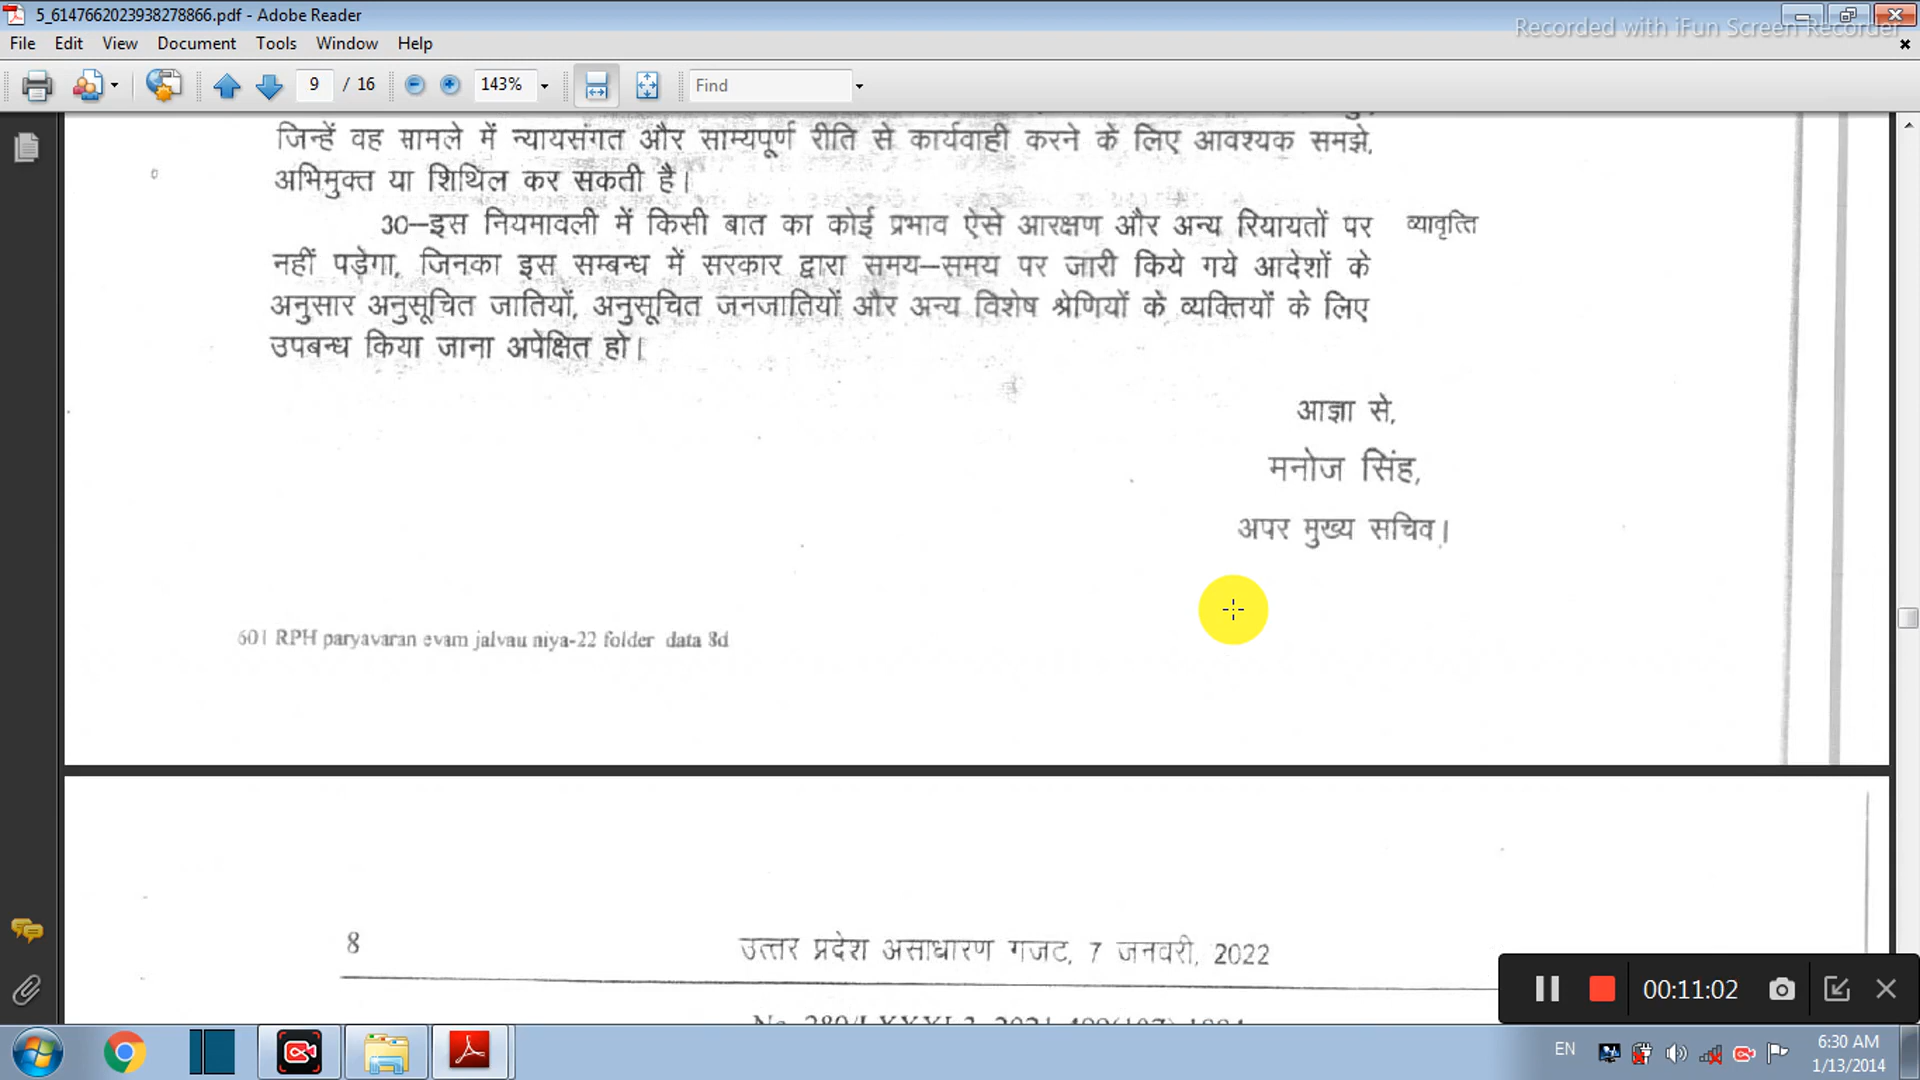 5_6147662023938278866.pdf - Adobe Reader
Recorded with iFun Screen Recorder
File Edit View Document Tools Window Help
9 / 16 143% Find
जिन्हें वह सामले में न्यायसंगत और साम्यपूर्ण रीति से कार्यवाही करने के लिए आवश्यक समझे,
अभिमुक्त या शिथिल कर सकती है।
30—इस नियमावली में किसी बात का कोई प्रभाव ऐसे आरक्षण और अन्य रियायतों पर व्यावृत्ति
नहीं पड़ेगा, जिनका इस सम्बन्ध में सरकार द्वारा समय—समय पर जारी किये गये आदेशों के
अनुसार अनुसूचित जातियों, अनुसूचित जनजातियों और अन्य विशेष श्रेणियों के व्यक्तियों के लिए
उपबन्ध किया जाना अपेक्षित हो।
आज्ञा से,
मनोज सिंह,
अपर मुख्य सचिव।
601 RPH paryavaran evam jalvau niya-22 folder data 8d
8 उत्तर प्रदेश असाधारण गजट, 7 जनवरी, 2022
00:11:02
EN 6:30 AM
1/13/2014